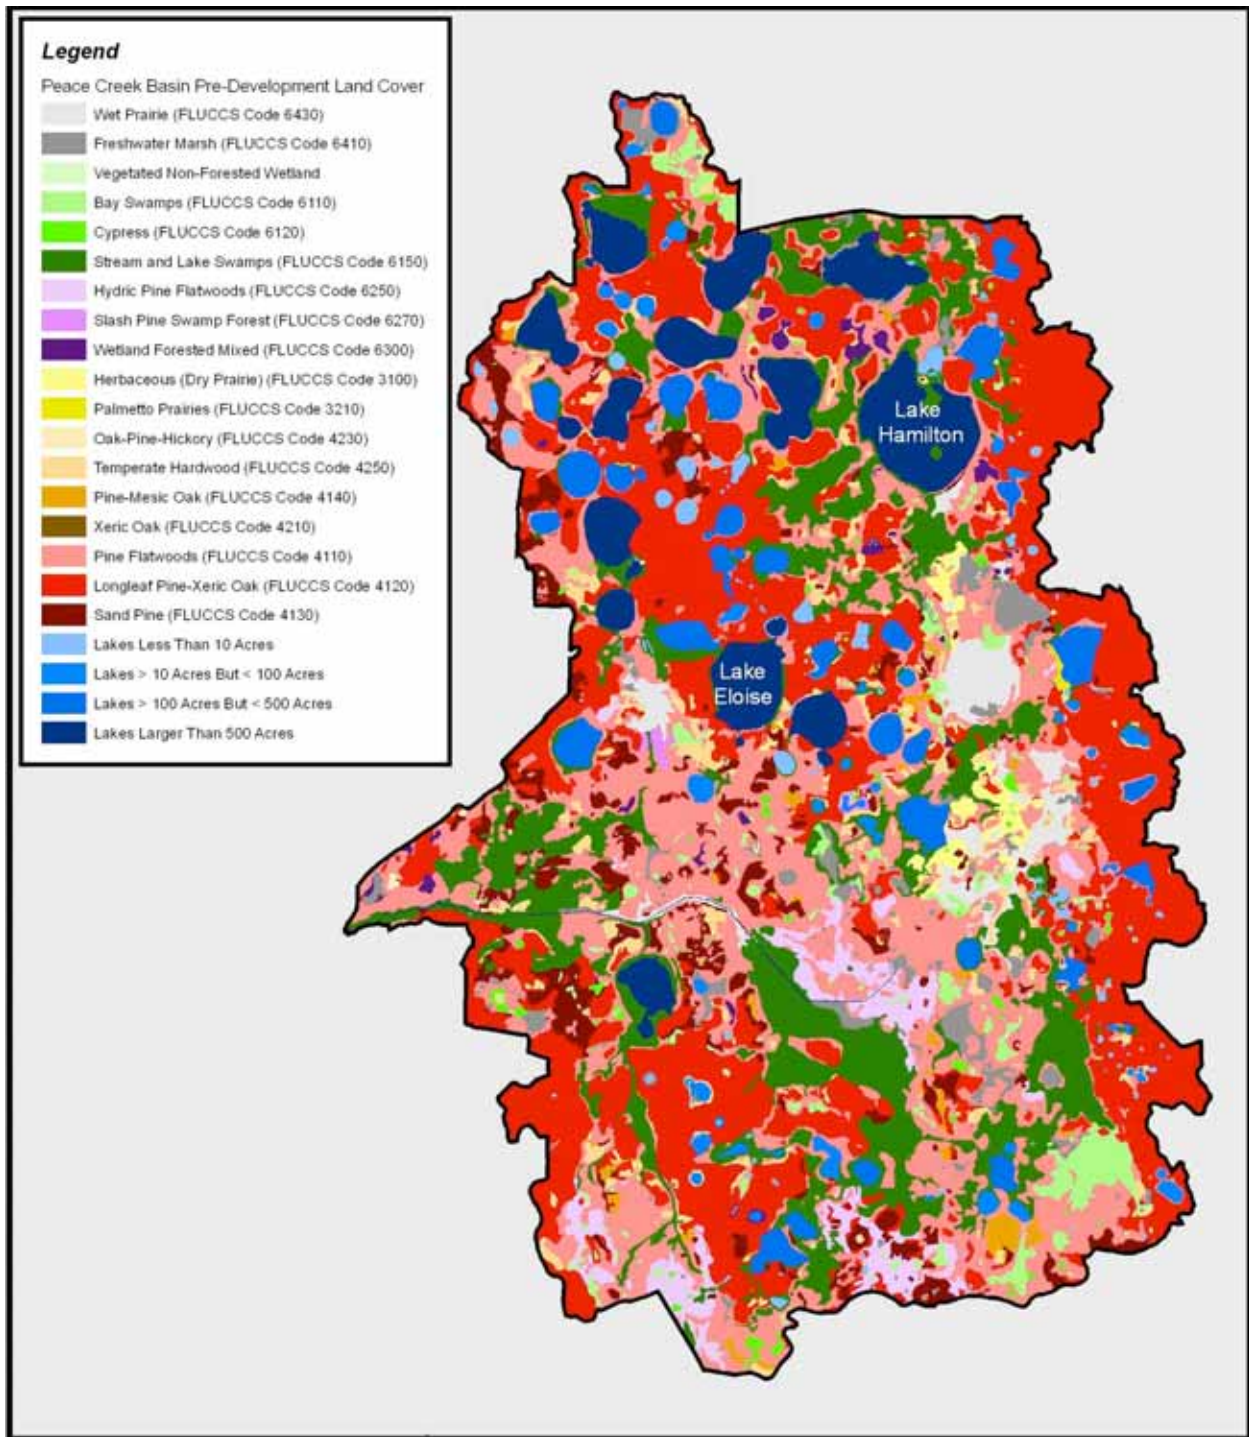 Legend
Peace Creek Basin Pre-Development Land Cover
Wet Prairie (FLUCCS Code 6430)
Freshwater Marsh (FLUCCS Code 6410)
Vegetated Non-Forested Wetland
Bay Swamps (FLUCCS Code 6110)
Cypress (FLUCCS Code 6120)
Stream and Lake Swamps (FLUCCS Code 6150)
Hydric Pine Flatwoods (FLUCCS Code 6250)
Slash Pine Swamp Forest (FLUCCS Code 6270)
Wetland Forested Mixed (FLUCCS Code 6300)
Herbaceous (Dry Prairie) (FLUCCS Code 3100)
Palmetto Prairies (FLUCCS Code 3210)
Oak-Pine-Hickory (FLUCCS Code 4230)
Temperate Hardwood (FLUCCS Code 4250)
Pine-Mesic Oak (FLUCCS Code 4140)
Xeric Oak (FLUCCS Code 4210)
Pine Flatwoods (FLUCCS Code 4110)
Longleaf Pine-Xeric Oak (FLUCCS Code 4120)
Sand Pine (FLUCCS Code 4130)
Lakes Less Than 10 Acres
Lakes > 10 Acres But < 100 Acres
Lakes > 100 Acres But < 500 Acres
Lakes Larger Than 500 Acres
Lake
Hamilton
Lake
Eloise